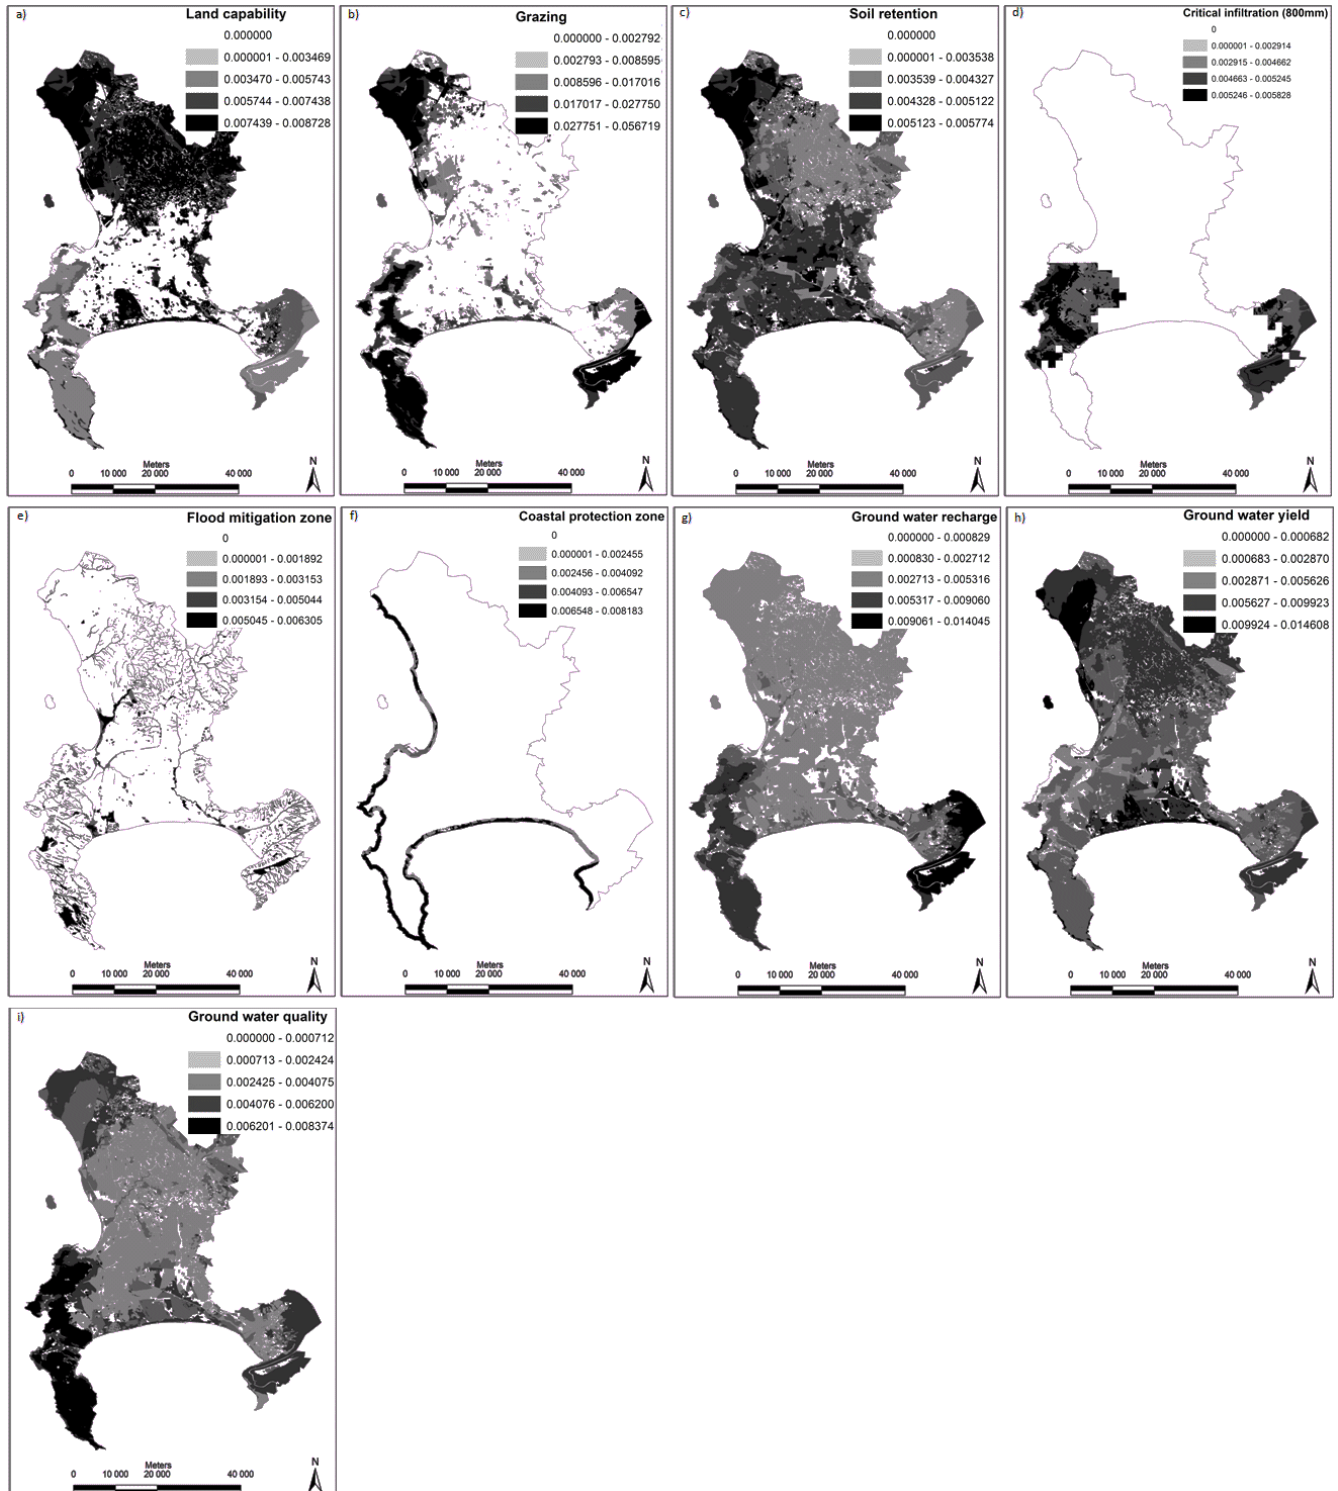 a) Land capability
0.000000
0.000001 - 0.003469
0.003470 - 0.005743
0.005744 - 0.007438
0.007439 - 0.008728
N
Meters
0 10 000 20 000 40 000
b) Grazing
0.000000 - 0.002792
0.002793 - 0.008595
0.008596 - 0.017016
0.017017 - 0.027750
0.027751 - 0.056719
N
Meters
0 10 000 20 000 40 000
c) Soil retention
0.000000
0.000001 - 0.003538
0.003539 - 0.004327
0.004328 - 0.005122
0.005123 - 0.005774
N
Meters
0 10 000 20 000 40 000
d) Critical infiltration (800mm)
0
0.000001 - 0.002914
0.002915 - 0.004662
0.004663 - 0.005245
0.005246 - 0.005828
N
Meters
0 10 000 20 000 40 000
e) Flood mitigation zone
0
0.000001 - 0.001892
0.001893 - 0.003153
0.003154 - 0.005044
0.005045 - 0.006305
N
Meters
0 10 000 20 000 40 000
f) Coastal protection zone
0
0.000001 - 0.002455
0.002456 - 0.004092
0.004093 - 0.006547
0.006548 - 0.008183
N
Meters
0 10 000 20 000 40 000
g) Ground water recharge
0.000000 - 0.000829
0.000830 - 0.002712
0.002713 - 0.005316
0.005317 - 0.009060
0.009061 - 0.014045
N
Meters
0 10 000 20 000 40 000
h) Ground water yield
0.000000 - 0.000682
0.000683 - 0.002870
0.002871 - 0.005626
0.005627 - 0.009923
0.009924 - 0.014608
N
Meters
0 10 000 20 000 40 000
i) Ground water quality
0.000000 - 0.000712
0.000713 - 0.002424
0.002425 - 0.004075
0.004076 - 0.006200
0.006201 - 0.008374
N
Meters
0 10 000 20 000 40 000